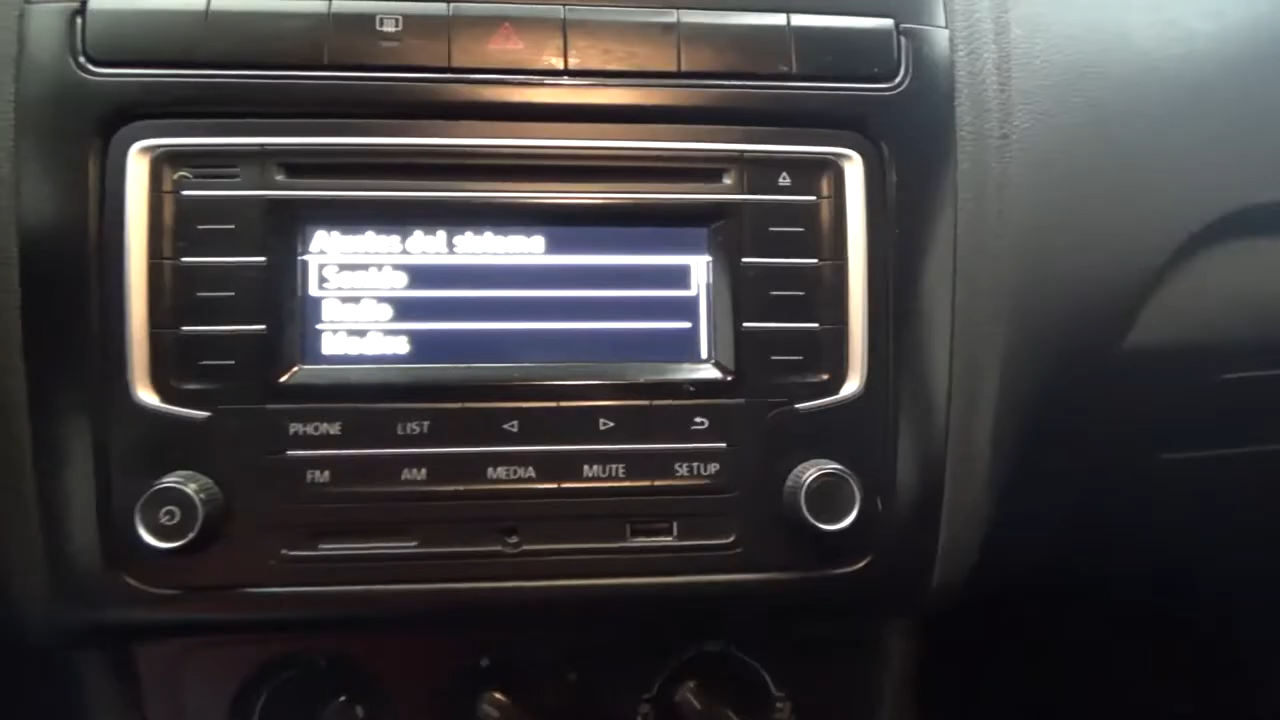 Ajustes del sistema
Sonido
Radio
Medios
PHONE LIST
FM AM MEDIA MUTE SETUP